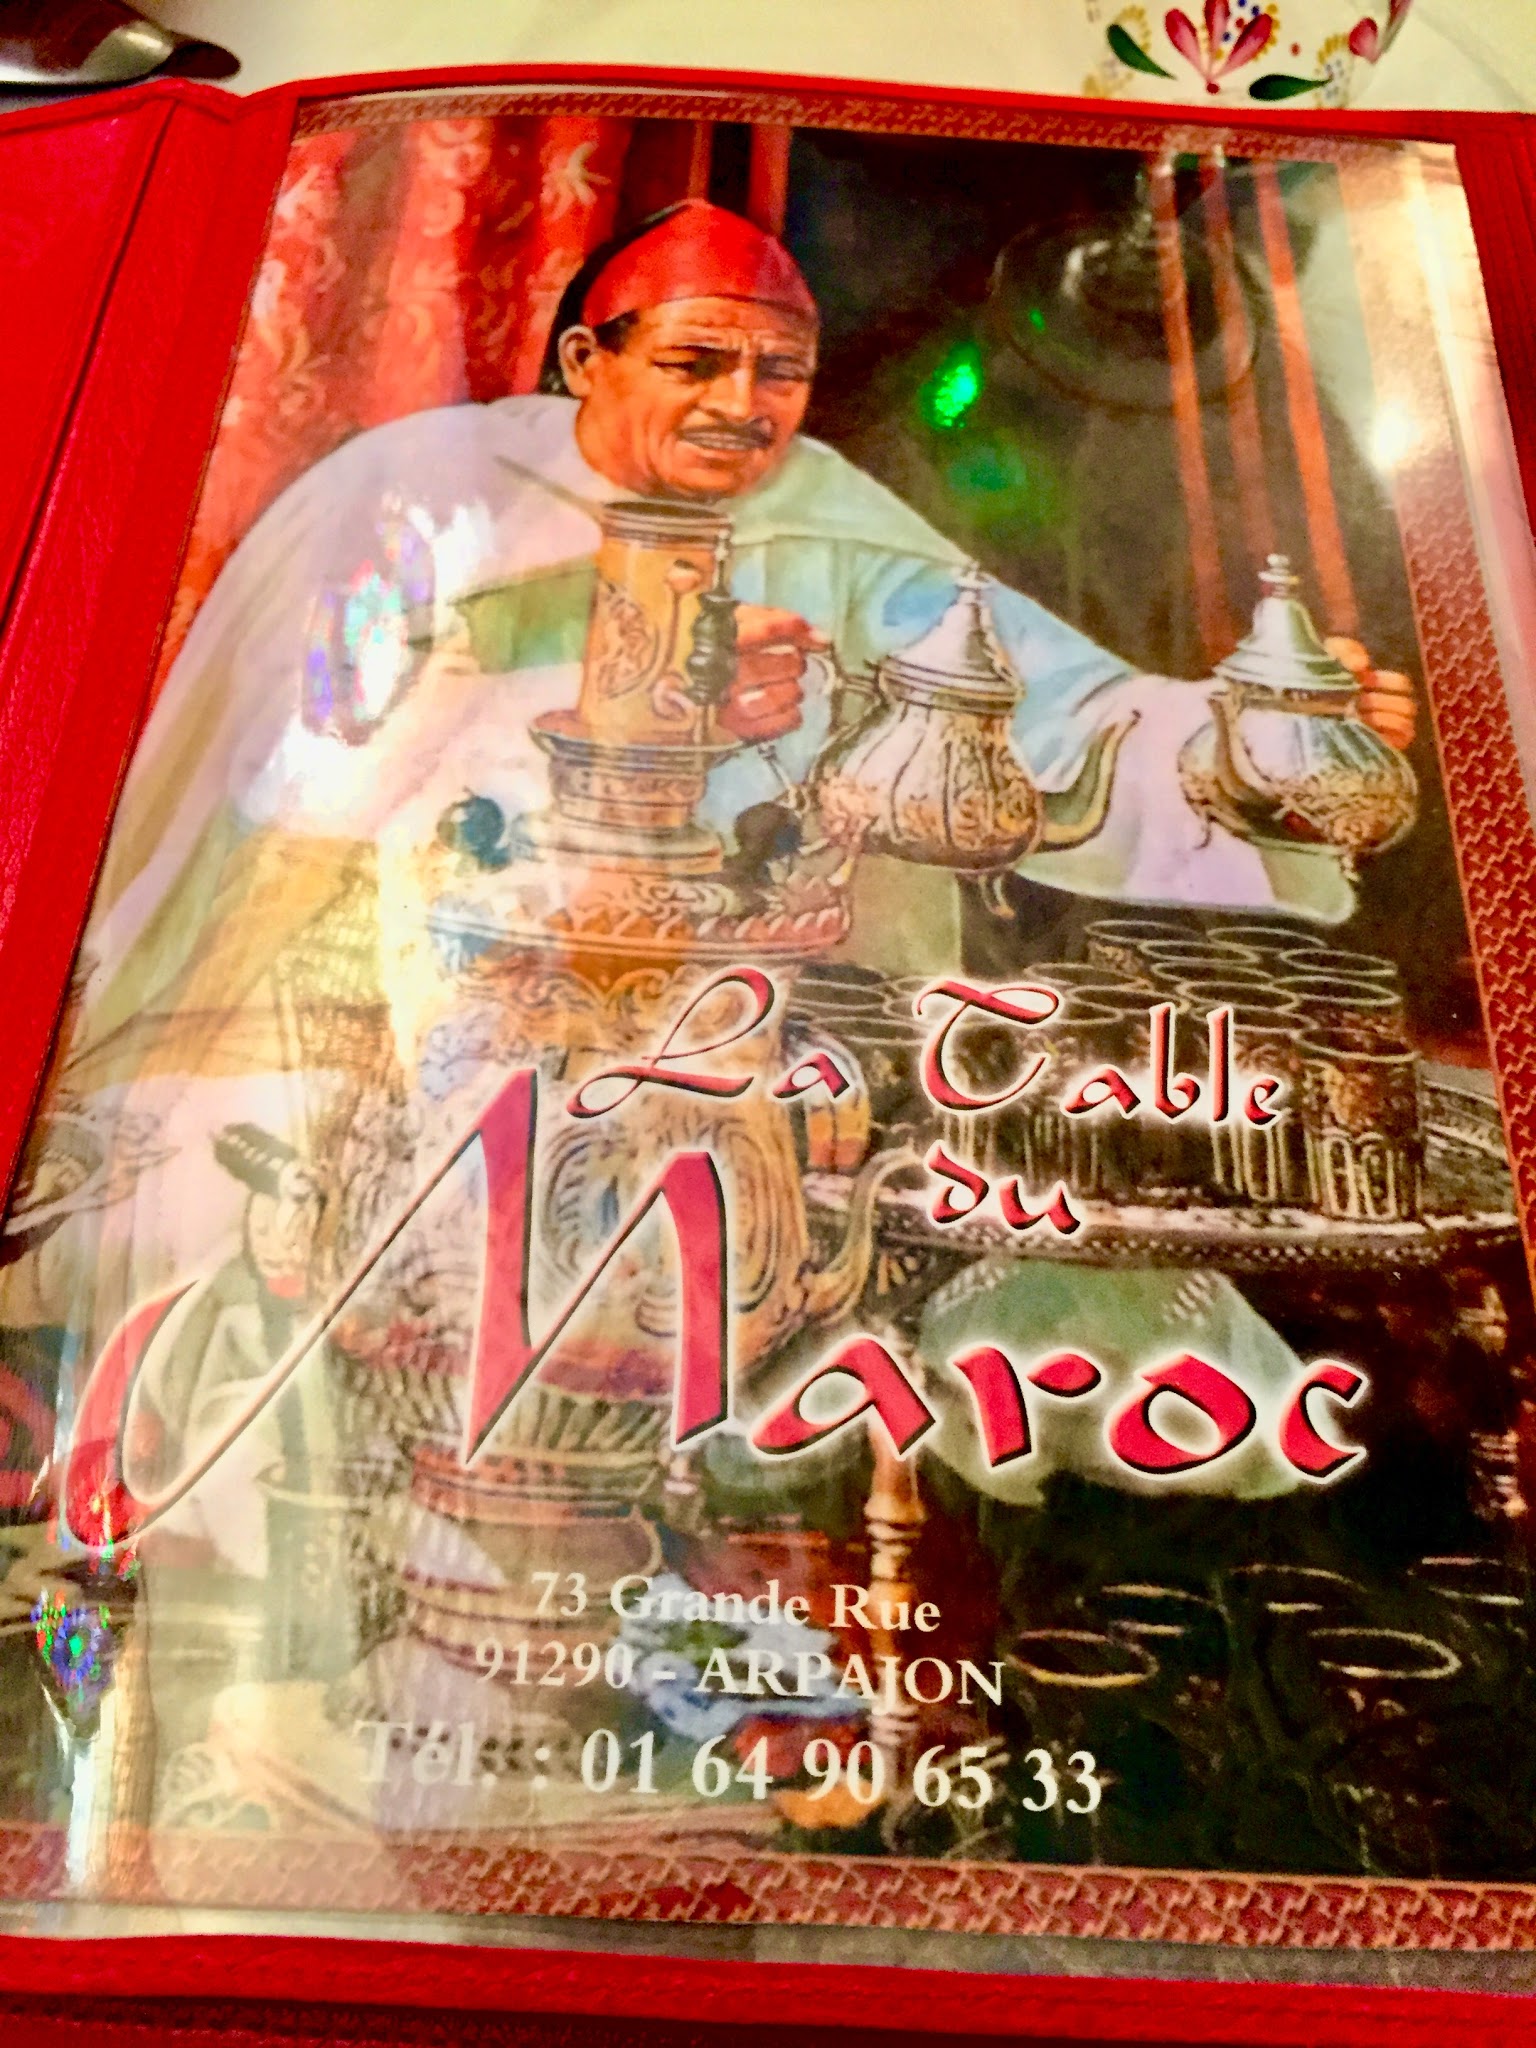 La Table
du
Maroc
73 Grande Rue
91290 - ARPAJON
Tél. : 01 64 90 65 33